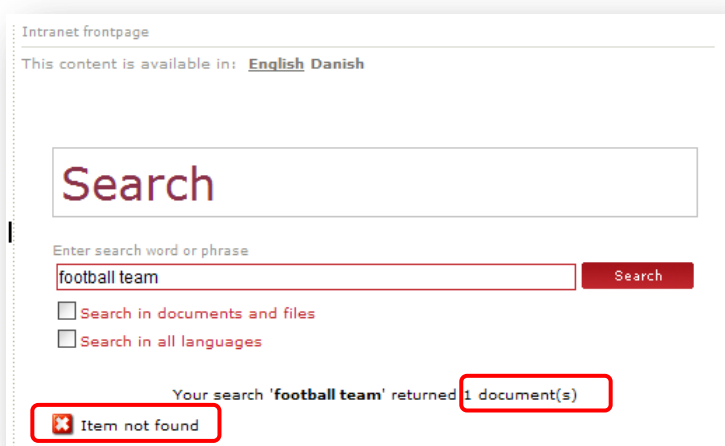 Intranet frontpage
This content is available in: English Danish
Search
Enter search word or phrase
football team Search
Search in documents and files
Search in all languages
Your search 'football team' returned 1 document(s)
Item not found